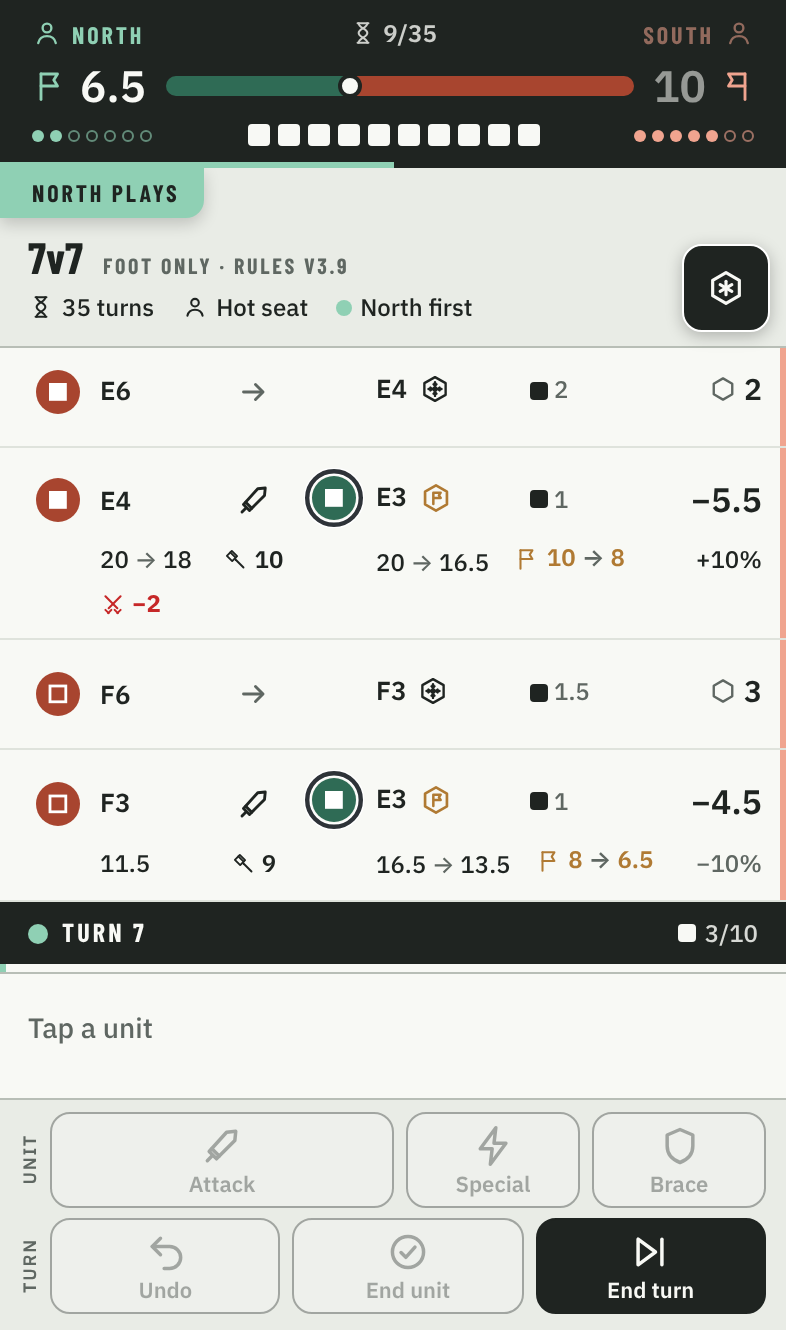 NORTH 9/35 SOUTH
6.5 10
NORTH PLAYS
7v7 FOOT ONLY · RULES V3.9
35 turns Hot seat North first
E6 → E4 2 2
E4 E3 1 −5.5
20 → 18 10 20 → 16.5 10 → 8 +10%
−2
F6 → F3 1.5 3
F3 E3 1 −4.5
11.5 9 16.5 → 13.5 8 → 6.5 −10%
TURN 7 3/10
Tap a unit
UNIT
Attack Special Brace
TURN
Undo End unit End turn